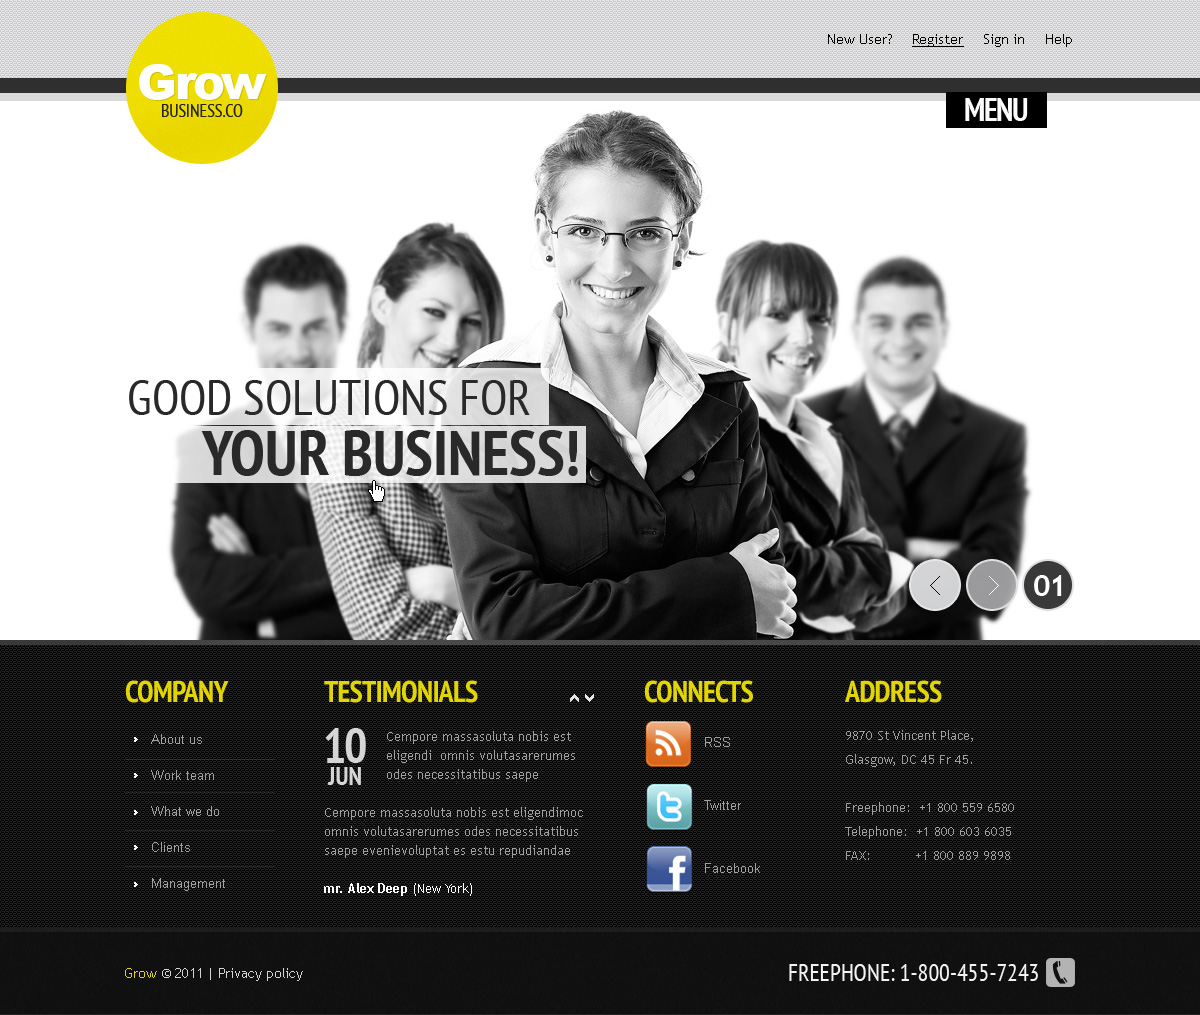 New User? Register Sign in Help
Grow
BUSINESS.CO
MENU
GOOD SOLUTIONS FOR
YOUR BUSINESS!
01
COMPANY
About us
Work team
What we do
Clients
Management
TESTIMONIALS
10
JUN
Cempore massasoluta nobis est
eligendi omnis volutasarerumes
odes necessitatibus saepe
Cempore massasoluta nobis est eligendimoc
omnis volutasarerumes odes necessitatibus
saepe evenievoluptat es estu repudiandae
mr. Alex Deep (New York)
CONNECTS
RSS
Twitter
Facebook
ADDRESS
9870 St Vincent Place,
Glasgow, DC 45 Fr 45.
Freephone: +1 800 559 6580
Telephone: +1 800 603 6035
FAX: +1 800 889 9898
Grow © 2011 | Privacy policy
FREEPHONE: 1-800-455-7243